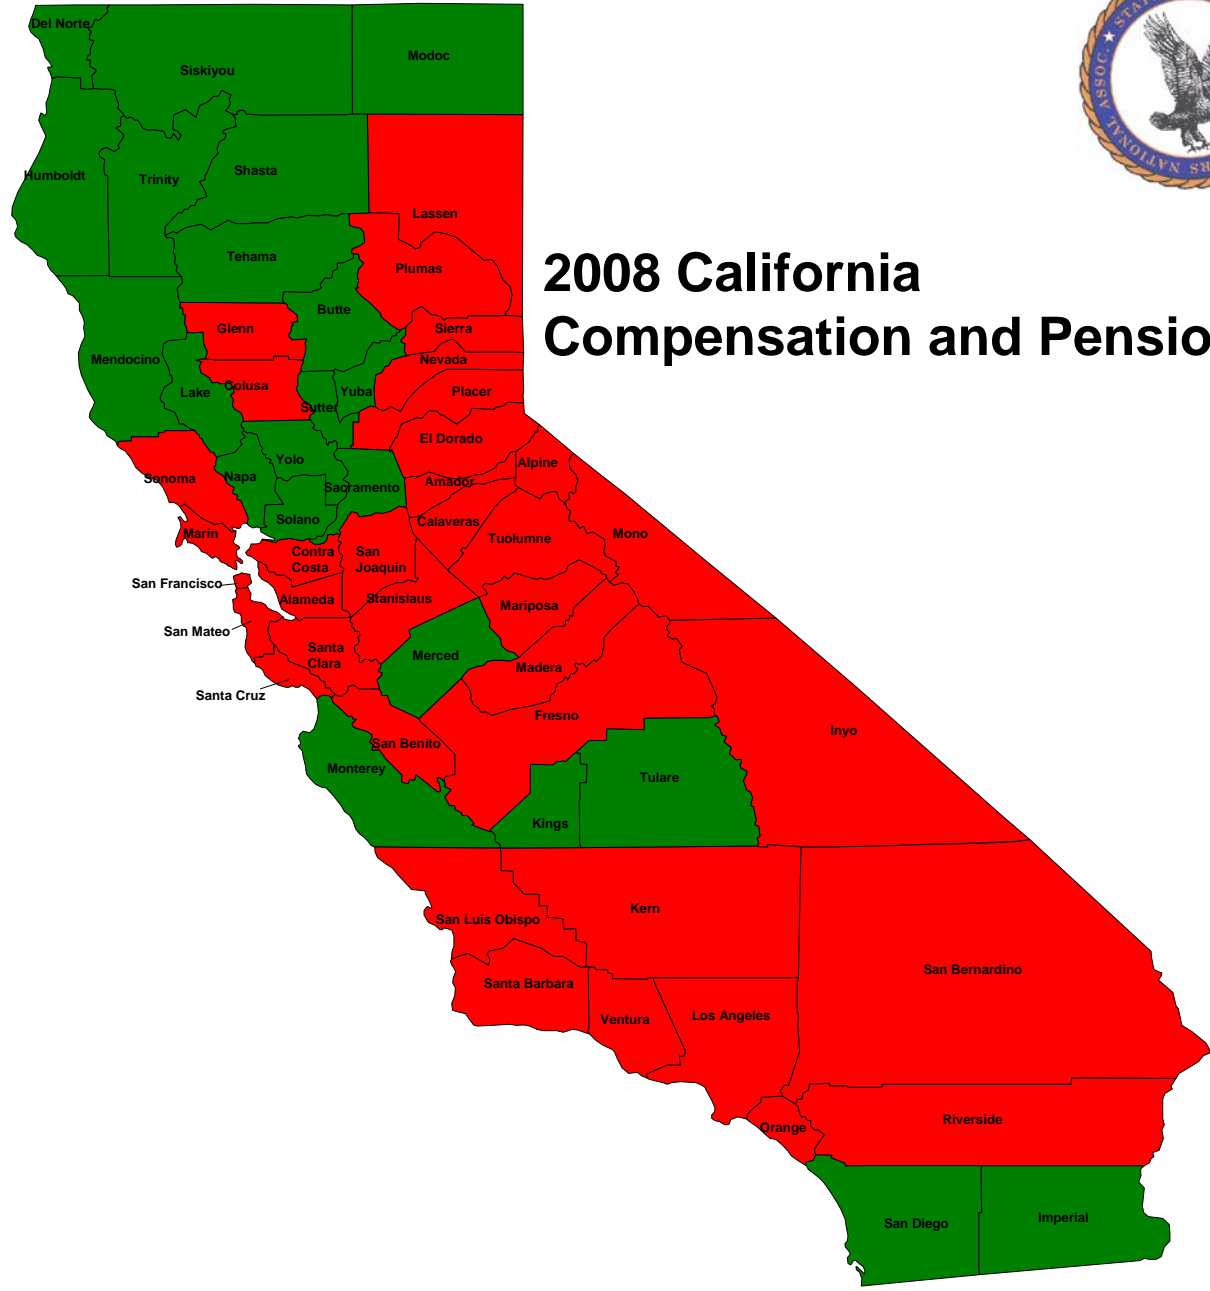 Del Norte
Siskiyou
Modoc
STA
ASSOC.
RS NATIONAL
Humboldt
Trinity
Shasta
Lassen
Tehama
Plumas
2008 California
Compensation and Pensio
Butte
Glenn
Sierra
Mendocino
Nevada
Lake
Colusa
Yuba
Placer
Sutter
El Dorado
Yolo
Alpine
Sonoma
Napa
Sacramento
Amador
Solano
Calaveras
Marin
Tuolumne
Mono
Contra
Costa
San
Joaquin
San Francisco
Alameda
Stanislaus
Mariposa
San Mateo
Santa
Clara
Merced
Madera
Santa Cruz
Fresno
Inyo
San Benito
Monterey
Tulare
Kings
Kern
San Luis Obispo
San Bernardino
Santa Barbara
Ventura
Los Angeles
Orange
Riverside
San Diego
Imperial